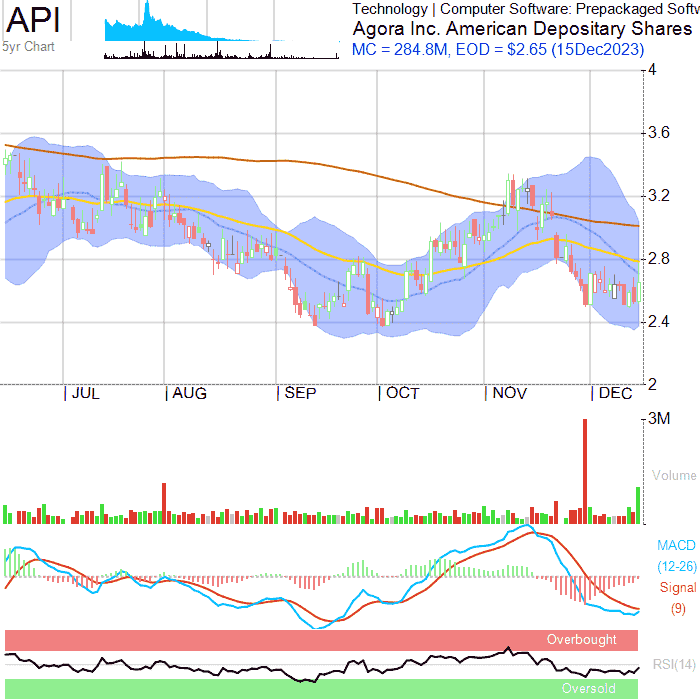 API
5yr Chart
Technology | Computer Software: Prepackaged Softw
Agora Inc. American Depositary Shares
MC = 284.8M, EOD = $2.65 (15Dec2023)
4
3.6
3.2
2.8
2.4
2
| JUL | AUG | SEP | OCT | NOV | DEC
3M
Volume
MACD
(12-26)
Signal
(9)
Overbought
RSI(14)
Oversold